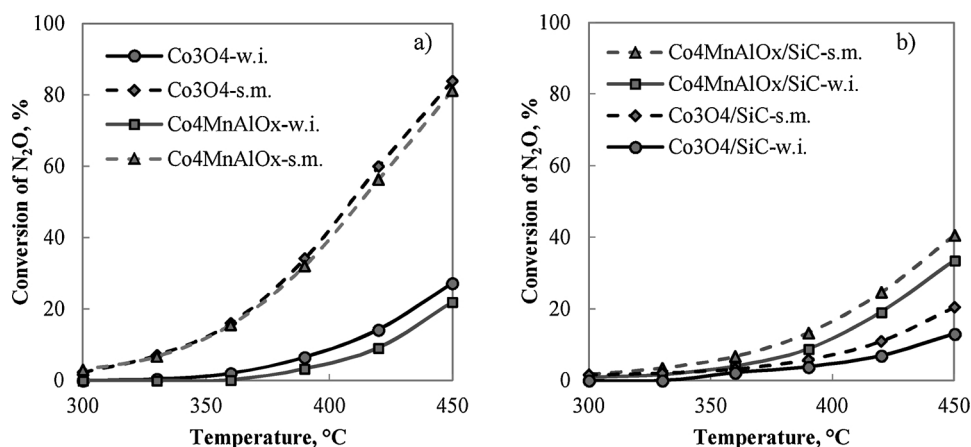 a)
Co3O4-w.i.
Co3O4-s.m.
Co4MnAlOx-w.i.
Co4MnAlOx-s.m.
Conversion of N₂O, %
100
80
60
40
20
0
300
350
400
450
Temperature, °C
b)
Co4MnAlOx/SiC-s.m.
Co4MnAlOx/SiC-w.i.
Co3O4/SiC-s.m.
Co3O4/SiC-w.i.
Conversion of N₂O, %
100
80
60
40
20
0
300
350
400
450
Temperature, °C